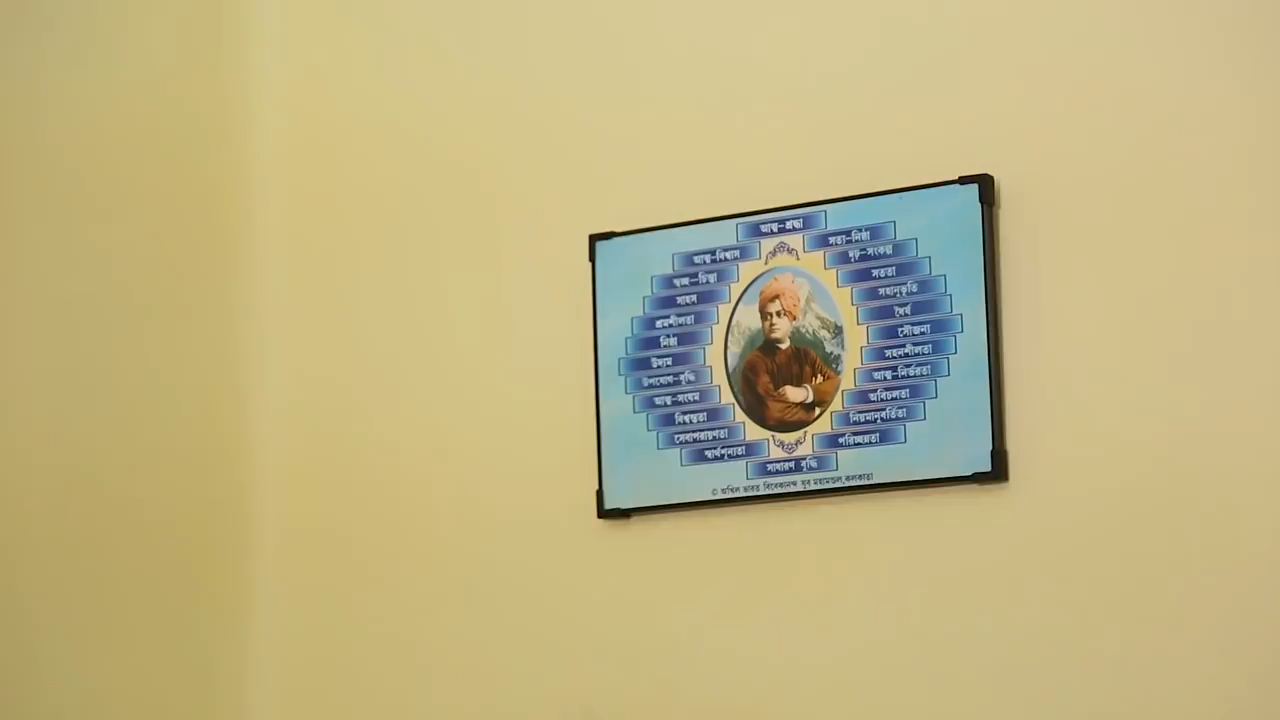 আত্ম-শ্রদ্ধা
আত্ম-বিশ্বাস
স্বচ্ছ-চিন্তা
সাহস
শ্রমশীলতা
নিষ্ঠা
উদ্যম
উপযোগ-বুদ্ধি
আত্ম-সংযম
বিশ্বস্ততা
সেবাপরায়ণতা
স্বার্থশূন্যতা
সত্য-নিষ্ঠা
দৃঢ়-সংকল্প
সততা
সহানুভূতি
ধৈর্য
সৌজন্য
সহনশীলতা
আত্ম-নির্ভরতা
অবিচলতা
নিয়মানুবর্তিতা
পরিচ্ছন্নতা
সাধারণ বুদ্ধি
© অখিল ভারত বিবেকানন্দ যুব মহামণ্ডল,কলকাতা